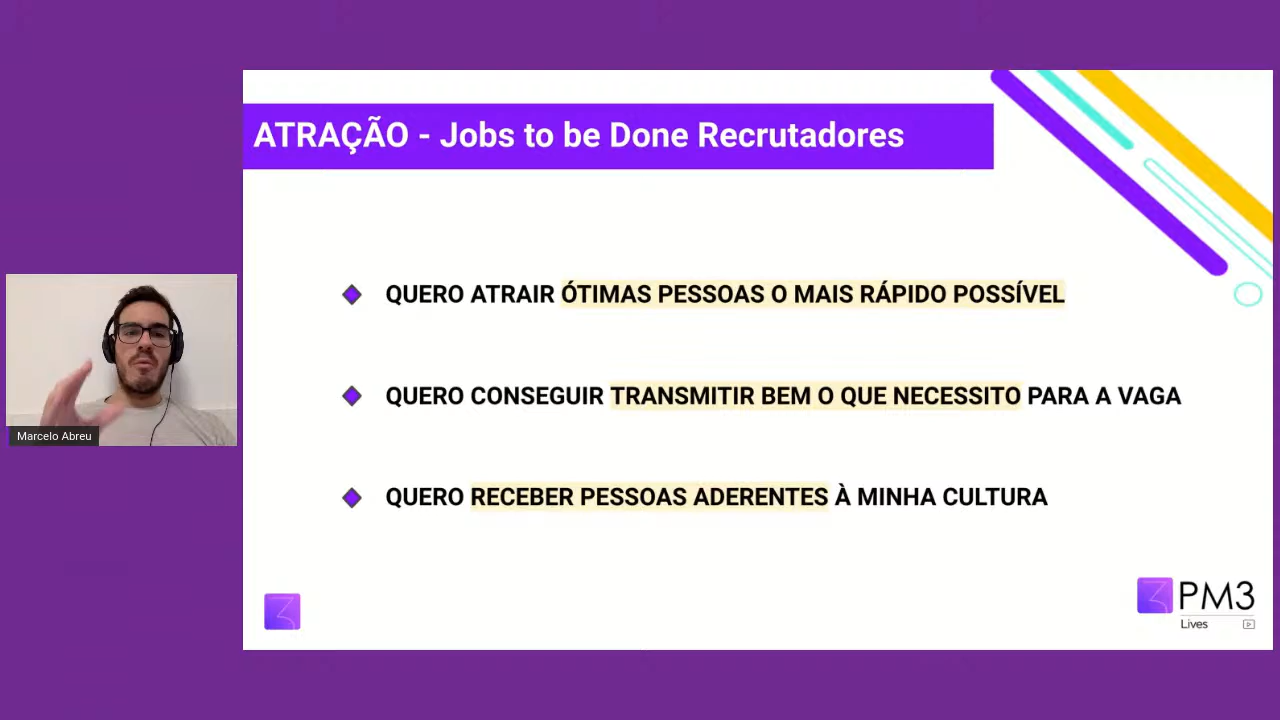 ATRAÇÃO - Jobs to be Done Recrutadores
QUERO ATRAIR ÓTIMAS PESSOAS O MAIS RÁPIDO POSSÍVEL
QUERO CONSEGUIR TRANSMITIR BEM O QUE NECESSITO PARA A VAGA
QUERO RECEBER PESSOAS ADERENTES À MINHA CULTURA
Marcelo Abreu
PM3
Lives